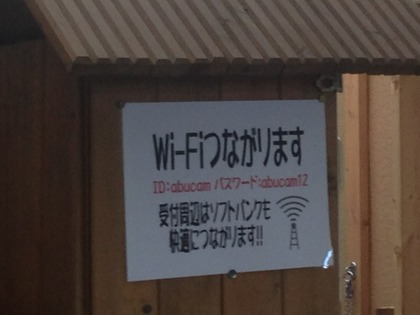 Wi-Fiつながります
ID:abucam パスワード:abucam12
受付周辺はソフトバンクも
快適につながります!!